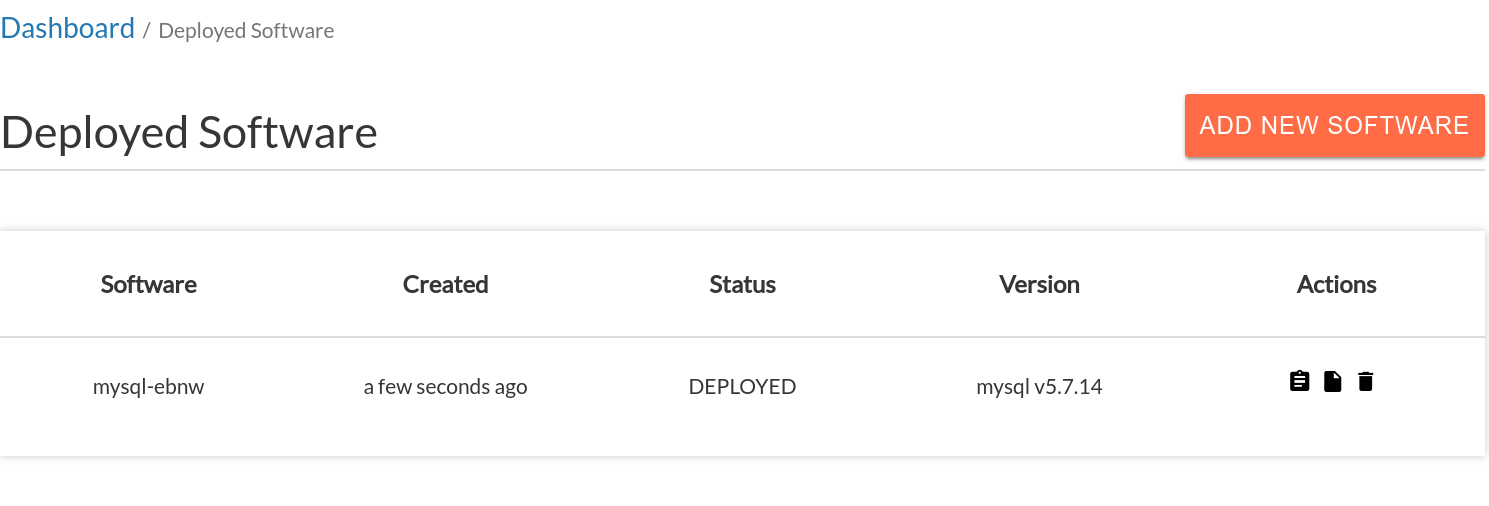 Dashboard / Deployed Software
Deployed Software
ADD NEW SOFTWARE
Software Created Status Version Actions
mysql-ebnw a few seconds ago DEPLOYED mysql v5.7.14